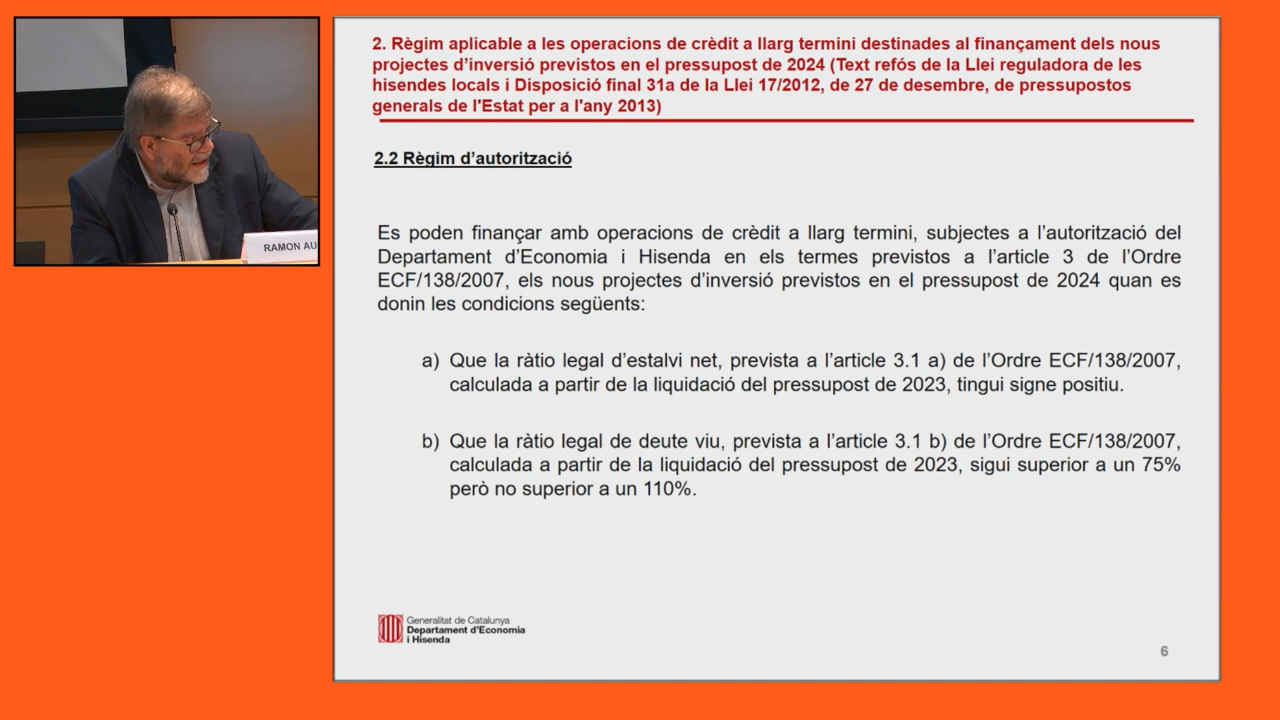 2. Règim aplicable a les operacions de crèdit a llarg termini destinades al finançament dels nous
projectes d'inversió previstos en el pressupost de 2024 (Text refós de la Llei reguladora de les
hisendes locals i Disposició final 31a de la Llei 17/2012, de 27 de desembre, de pressupostos
generals de l'Estat per a l'any 2013)
2.2 Règim d'autorització
Es poden finançar amb operacions de crèdit a llarg termini, subjectes a l'autorització del
Departament d'Economia i Hisenda en els termes previstos a l'article 3 de l'Ordre
ECF/138/2007, els nous projectes d'inversió previstos en el pressupost de 2024 quan es
donin les condicions següents:
a) Que la ràtio legal d'estalvi net, prevista a l'article 3.1 a) de l'Ordre ECF/138/2007,
calculada a partir de la liquidació del pressupost de 2023, tingui signe positiu.
b) Que la ràtio legal de deute viu, prevista a l'article 3.1 b) de l'Ordre ECF/138/2007,
calculada a partir de la liquidació del pressupost de 2023, sigui superior a un 75%
però no superior a un 110%.
Generalitat de Catalunya
Departament d'Economia
i Hisenda
6
RAMON AU